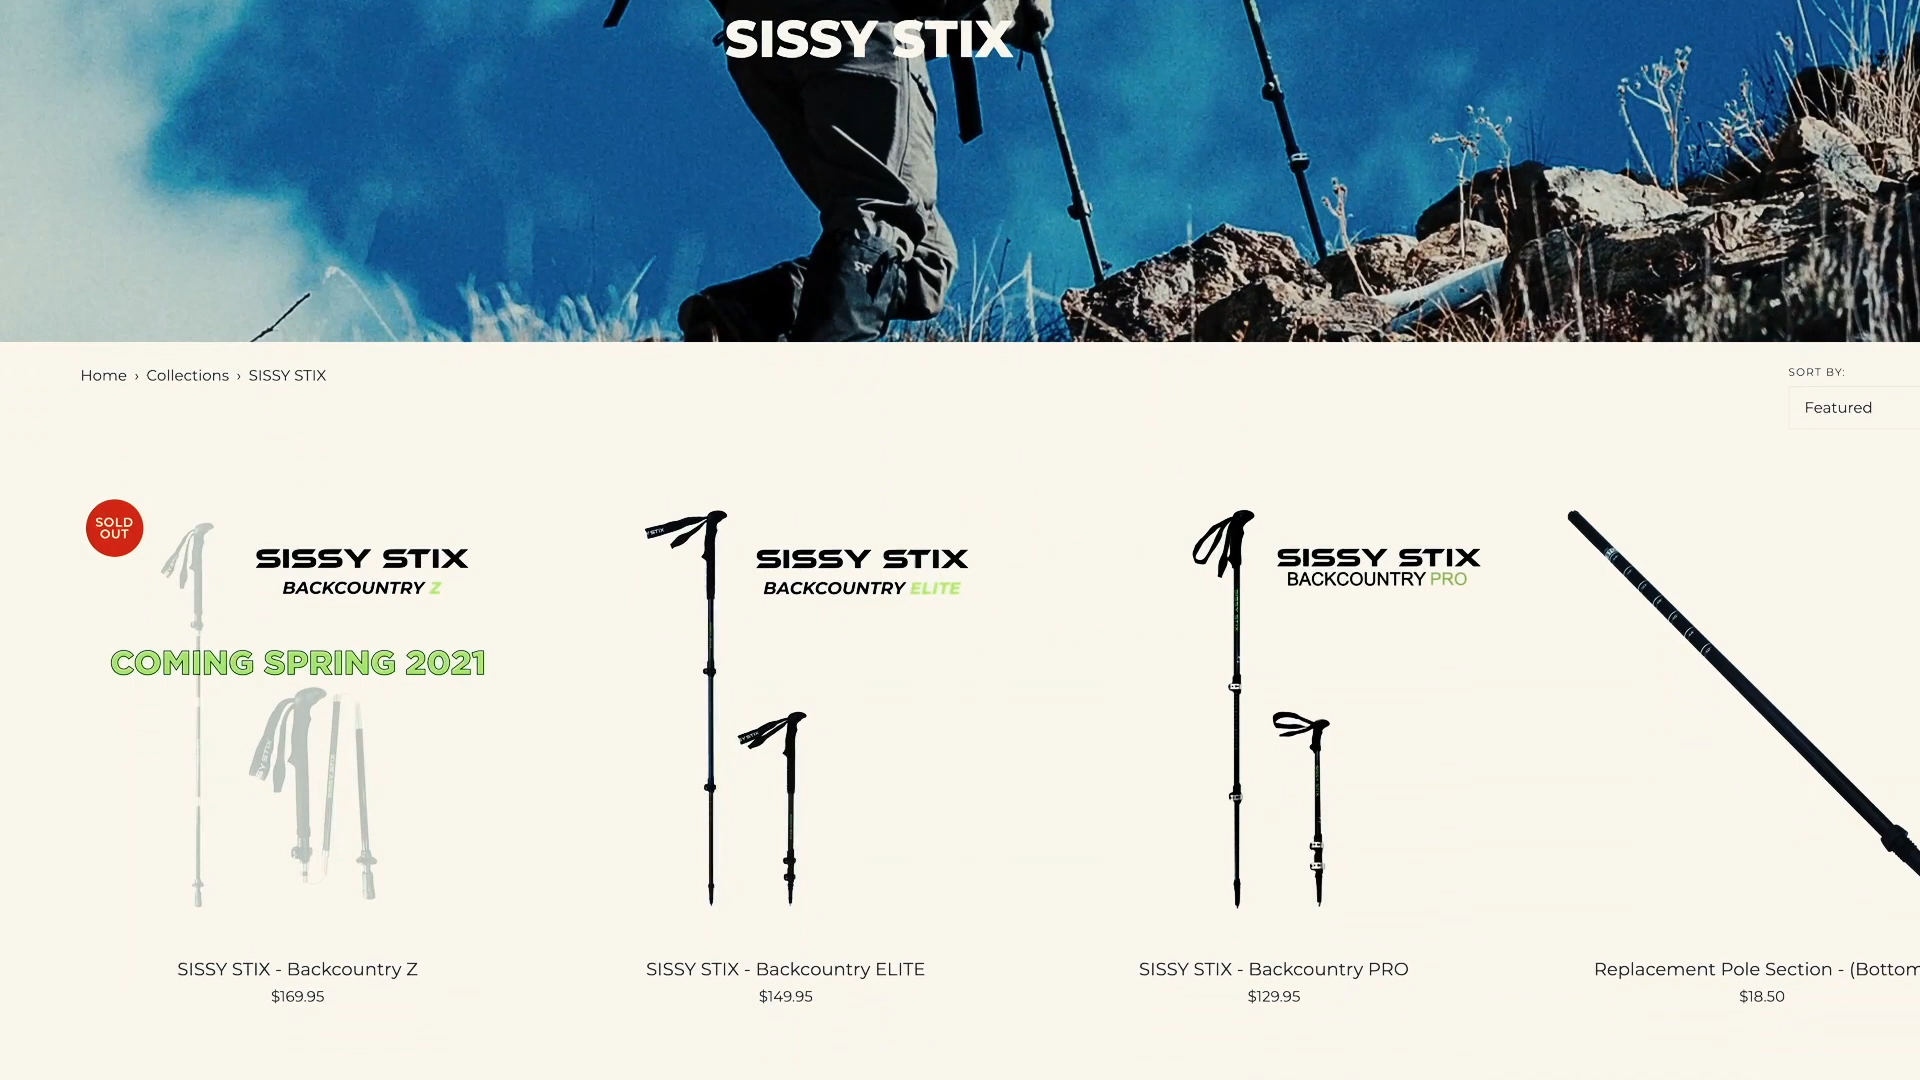 SISSY STIX
Home › Collections › SISSY STIX
SORT BY:
Featured
SOLD
OUT
SISSY STIX
BACKCOUNTRY Z
COMING SPRING 2021
SISSY STIX
BACKCOUNTRY ELITE
SISSY STIX
BACKCOUNTRY PRO
SISSY STIX - Backcountry Z
$169.95
SISSY STIX - Backcountry ELITE
$149.95
SISSY STIX - Backcountry PRO
$129.95
Replacement Pole Section - (Bottom
$18.50